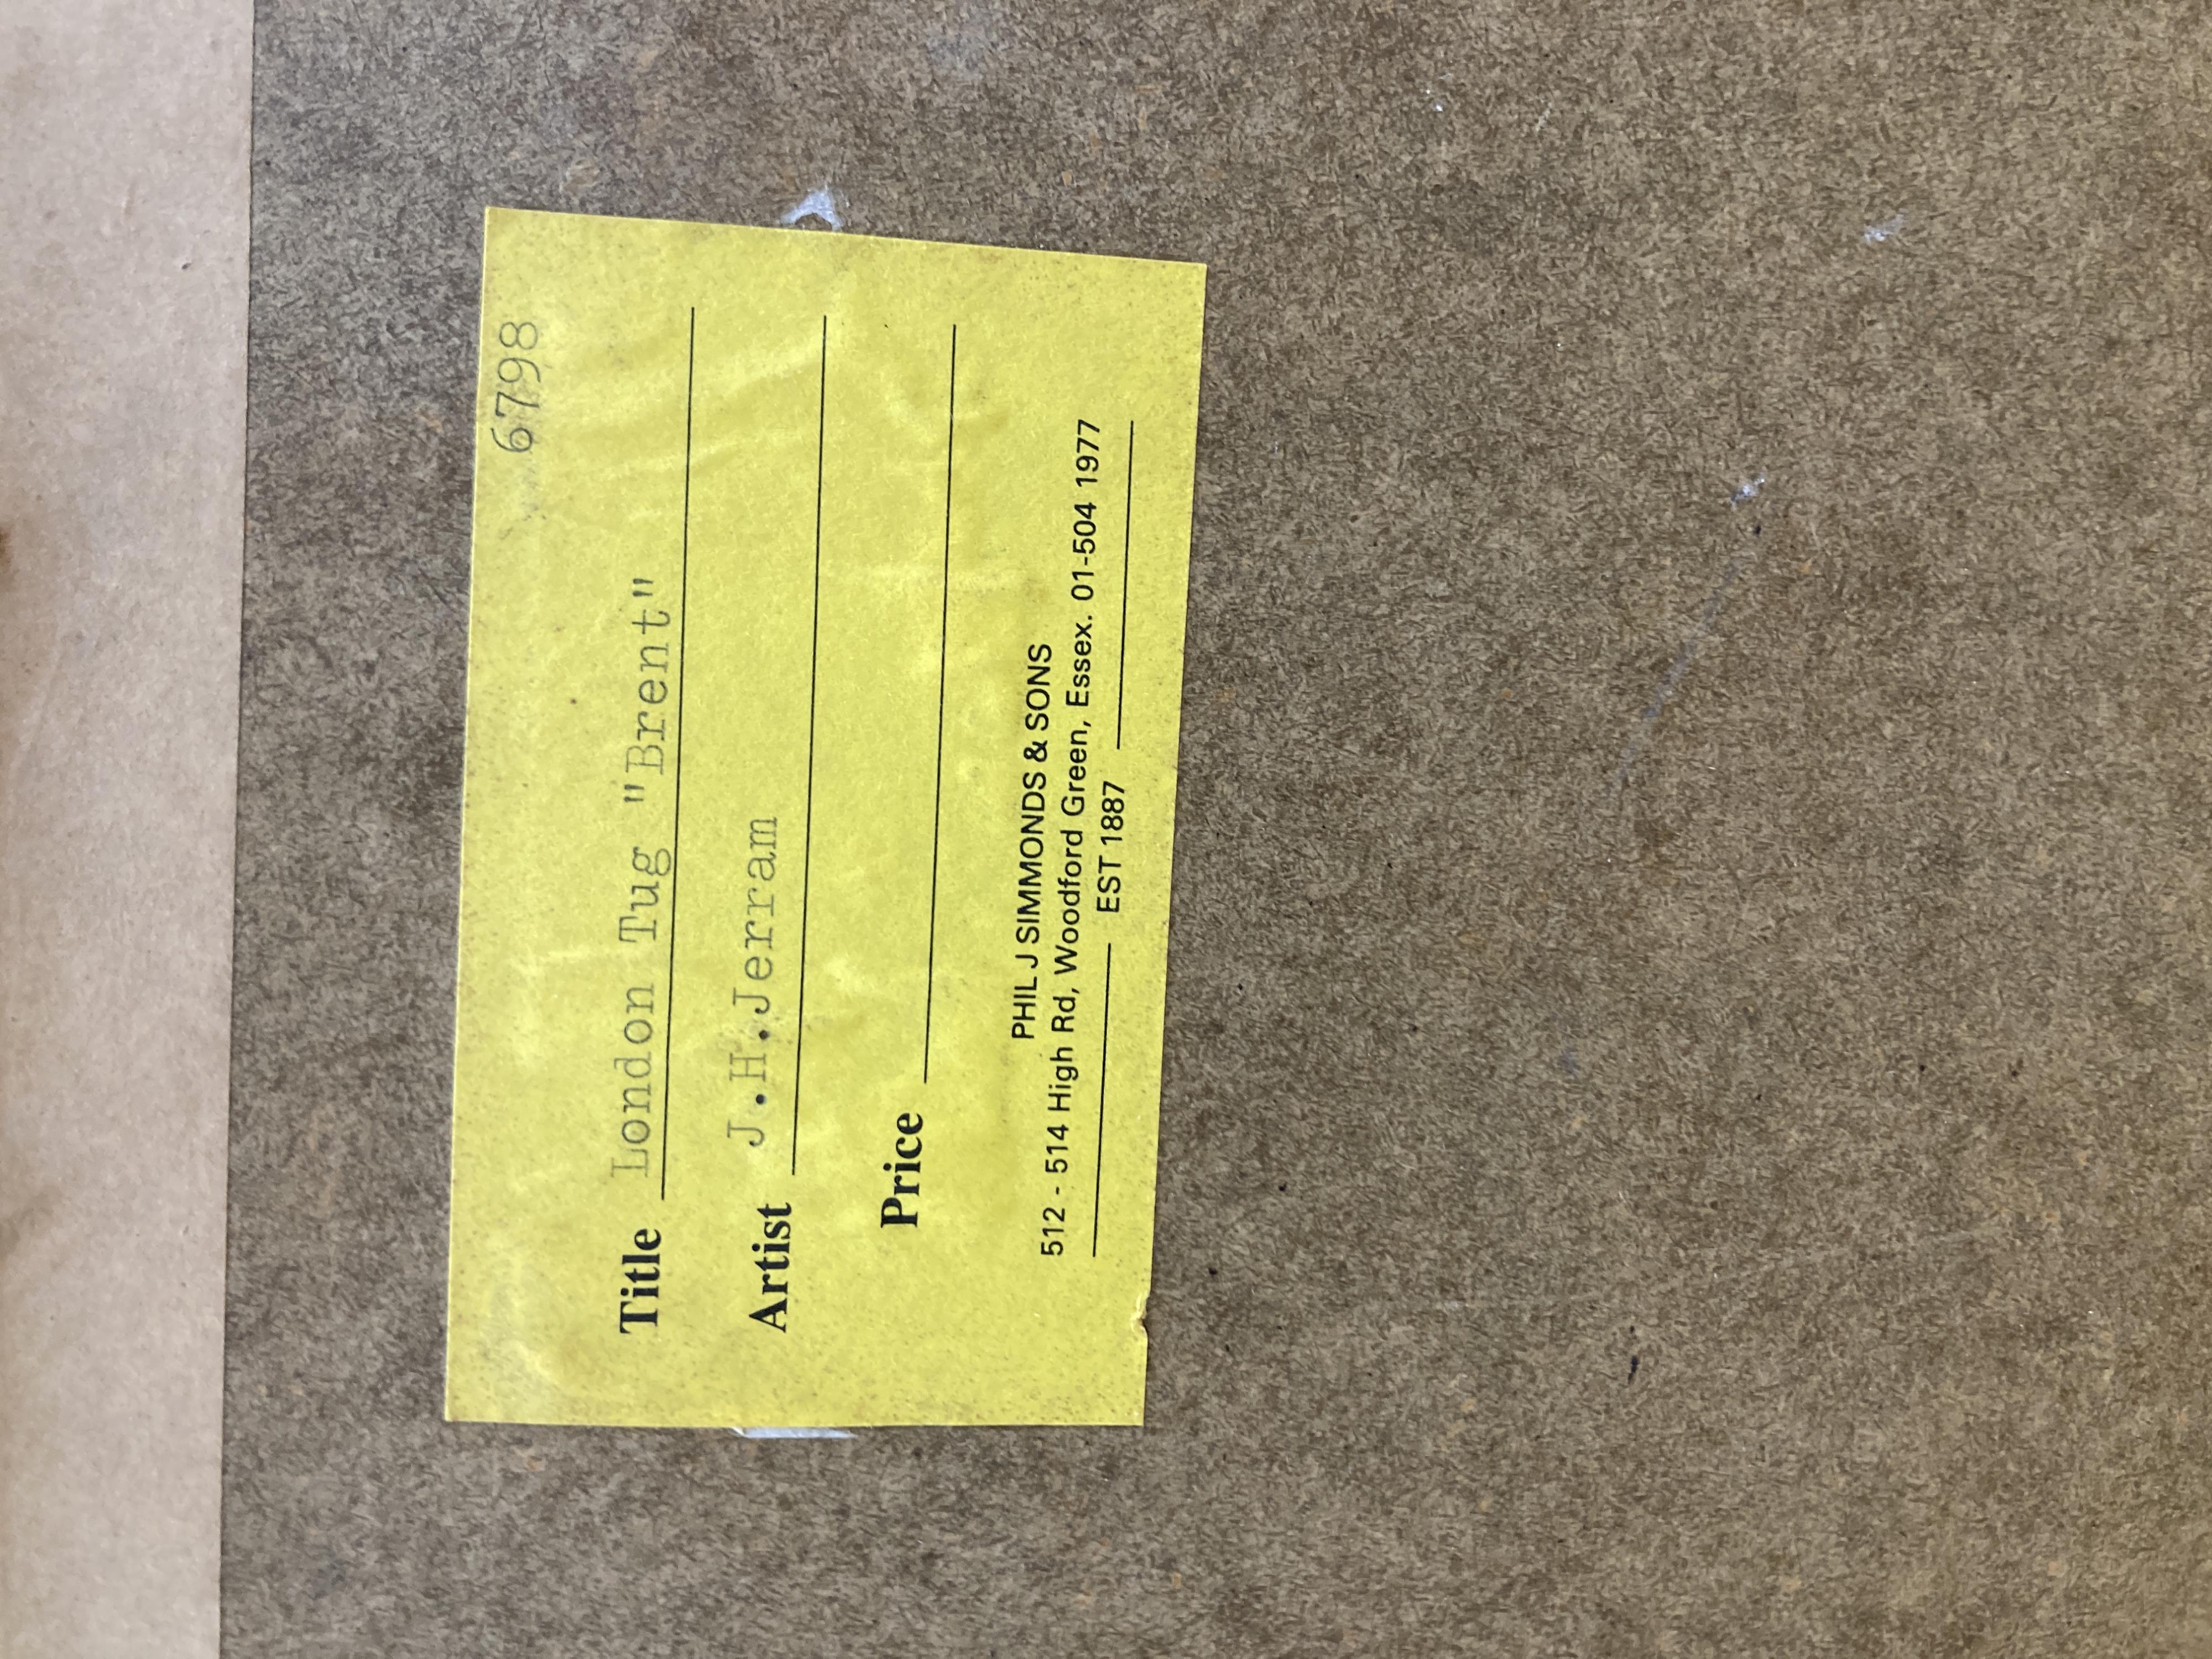 6798
Title London Tug "Brent"
Artist J.H.Jerram
Price
PHIL J SIMMONDS & SONS
512 - 514 High Rd, Woodford Green, Essex. 01-504 1977
EST 1887